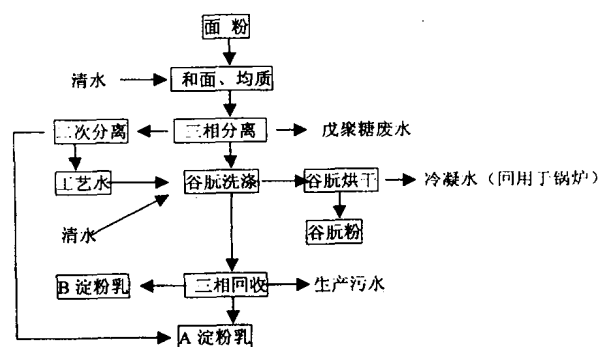 面 粉
清水
和面、均质
二次分离
三相分离
戊聚糖废水
工艺水
谷朊洗涤
谷朊烘干
冷凝水（回用于锅炉）
清水
谷朊粉
B 淀粉乳
三相回收
生产污水
A 淀粉乳